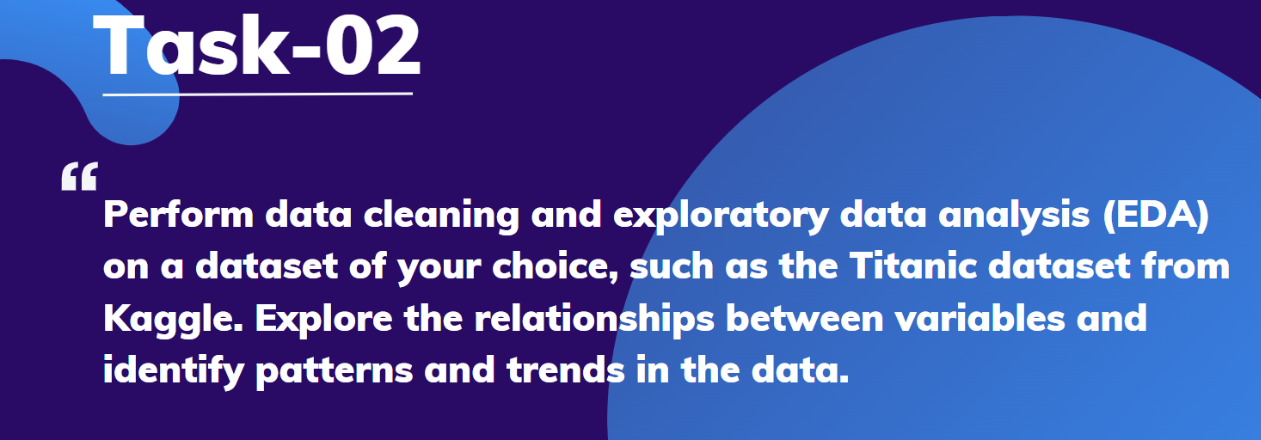 Task-02
“
Perform data cleaning and exploratory data analysis (EDA)
on a dataset of your choice, such as the Titanic dataset from
Kaggle. Explore the relationships between variables and
identify patterns and trends in the data.